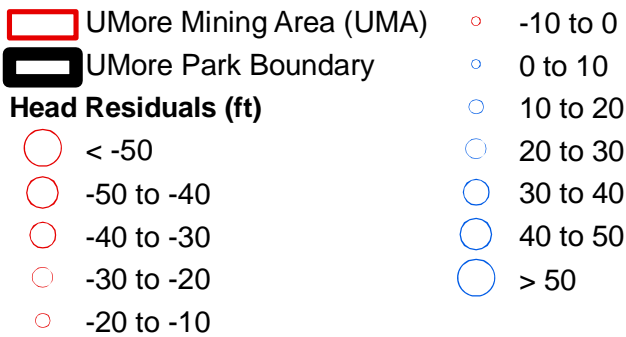 UMore Mining Area (UMA)
UMore Park Boundary
Head Residuals (ft)
< -50
-50 to -40
-40 to -30
-30 to -20
-20 to -10
-10 to 0
0 to 10
10 to 20
20 to 30
30 to 40
40 to 50
> 50